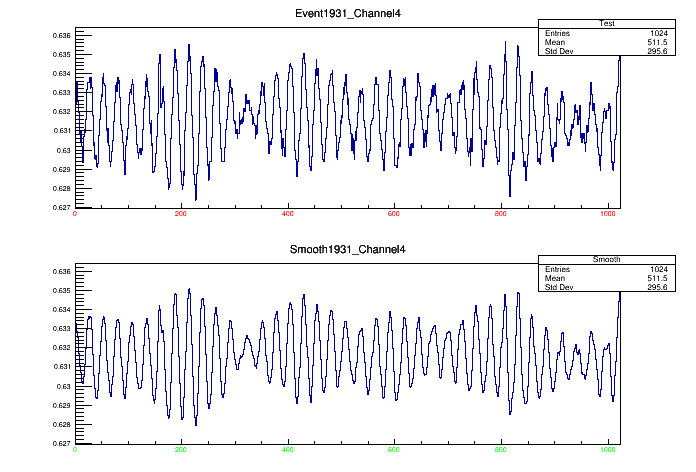 Event1931_Channel4
Test
Entries 1024
Mean 511.5
Std Dev 295.6
0.636
0.635
0.634
0.633
0.632
0.631
0.63
0.629
0.628
0.627
0 200 400 600 800 1000
Smooth1931_Channel4
Smooth
Entries 1024
Mean 511.5
Std Dev 295.6
0.636
0.635
0.634
0.633
0.632
0.631
0.63
0.629
0.628
0.627
0 200 400 600 800 1000